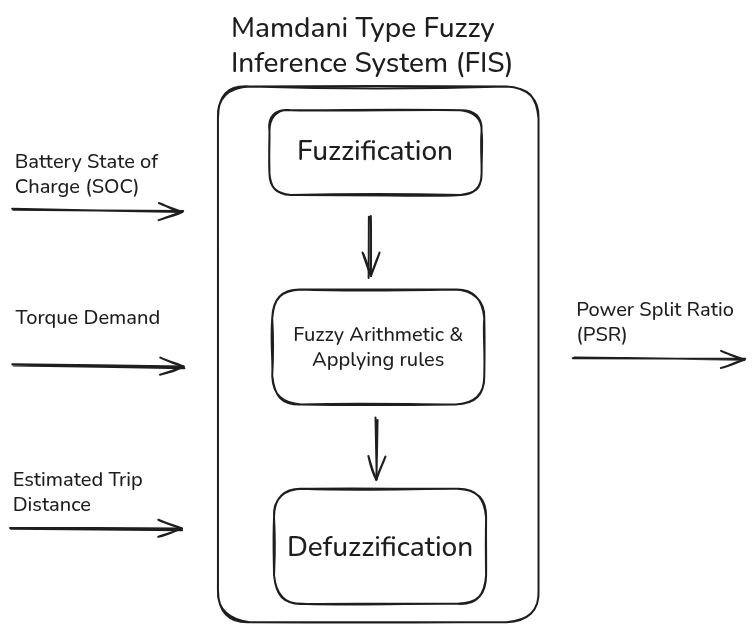 Mamdani Type Fuzzy
Inference System (FIS)
Fuzzification
Battery State of
Charge (SOC)
Torque Demand
Fuzzy Arithmetic &
Applying rules
Power Split Ratio
(PSR)
Estimated Trip
Distance
Defuzzification